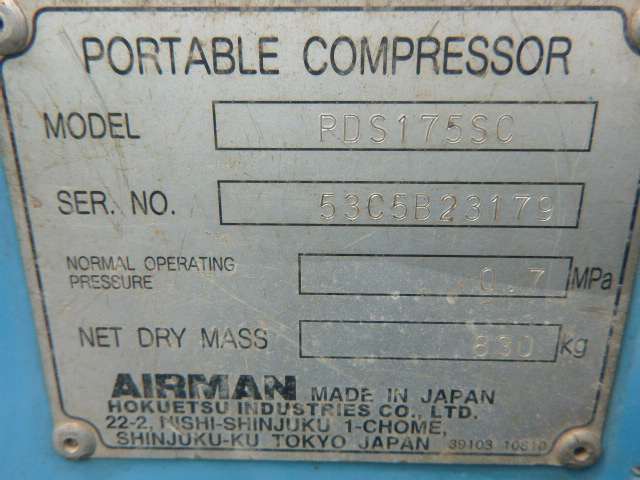 PORTABLE COMPRESSOR
MODEL PDS175SC
SER. NO. 53C5B23179
NORMAL OPERATING
PRESSURE 0.7 MPa
NET DRY MASS 830 kg
AIRMAN MADE IN JAPAN
HOKUETSU INDUSTRIES CO., LTD.
22-2, NISHI-SHINJUKU 1-CHOME,
SHINJUKU-KU TOKYO JAPAN 39103 10810